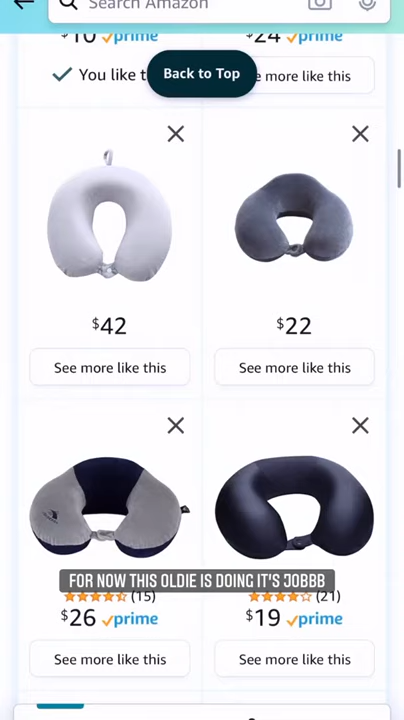 Search Amazon
$10 prime
$24 prime
You like t
Back to Top
e more like this
$42
$22
See more like this
See more like this
FOR NOW THIS OLDIE IS DOING IT'S JOBBB
(15)
(21)
$26 prime
$19 prime
See more like this
See more like this